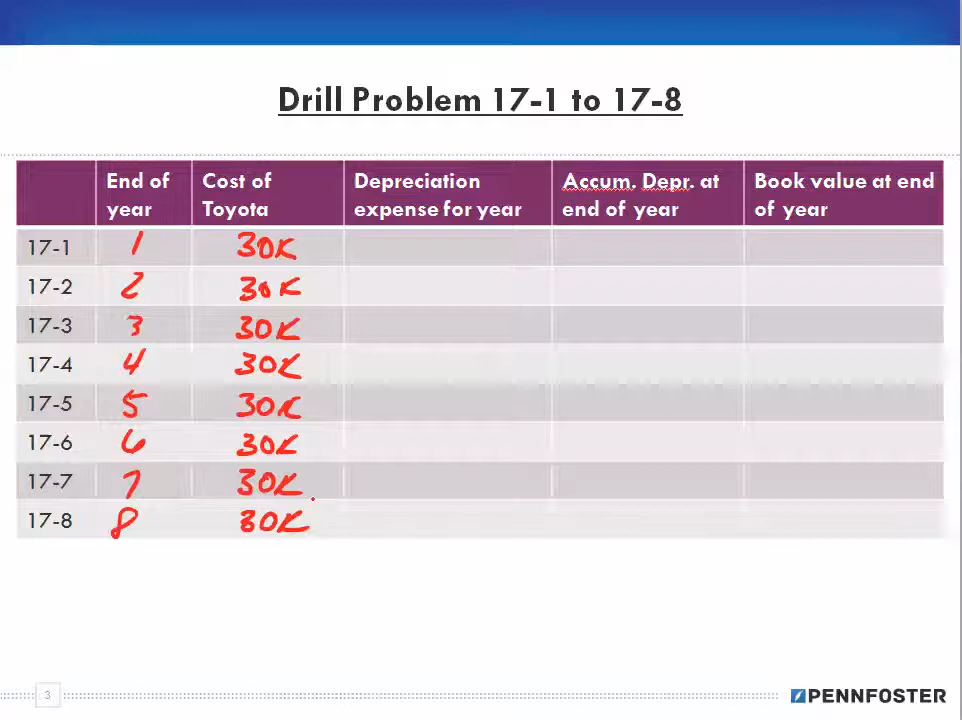 Drill Problem 17-1 to 17-8
End of year Cost of Toyota Depreciation expense for year Accum. Depr. at end of year Book value at end of year
17-1 1 30K
17-2 2 30K
17-3 3 30K
17-4 4 30K
17-5 5 30K
17-6 6 30K
17-7 7 30K
17-8 8 30K
3
PENNFOSTER